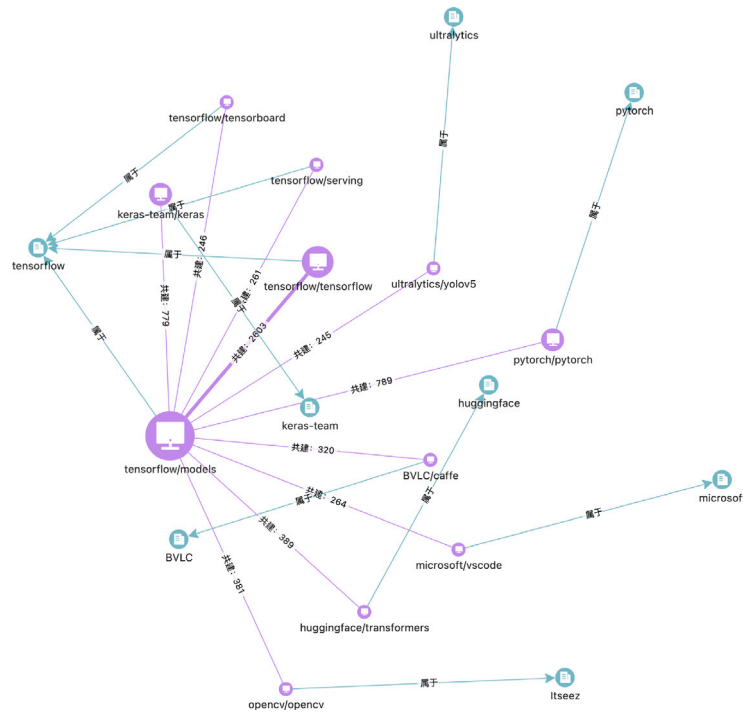 ultralytics
pytorch
tensorflow/tensorboard
属于
属于
tensorflow/serving
属于
keras-team/keras
属于
tensorflow
属于
共建: 246
tensorflow/tensorflow
ultralytics/yolov5
共建: 779
共建: 261
属于
属于
共建: 2603
共建: 245
pytorch/pytorch
共建: 789
huggingface
keras-team
共建: 320
tensorflow/models
BVLC/caffe
共建: 264
属于
属于
microsof
属于
共建: 389
BVLC
microsoft/vscode
共建: 381
huggingface/transformers
属于
Itseez
opencv/opencv